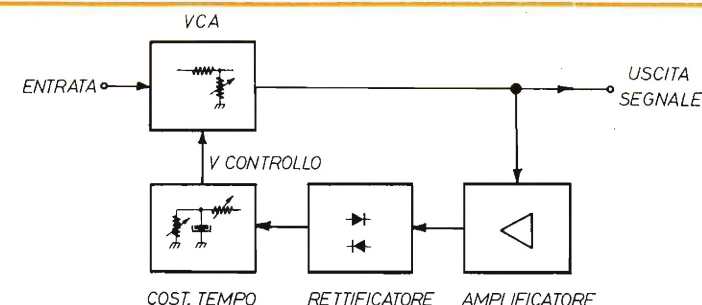 VCA
ENTRATA
USCITA
SEGNALE
V CONTROLLO
COST. TEMPO
RETTIFICATORE
AMPLIFICATORE